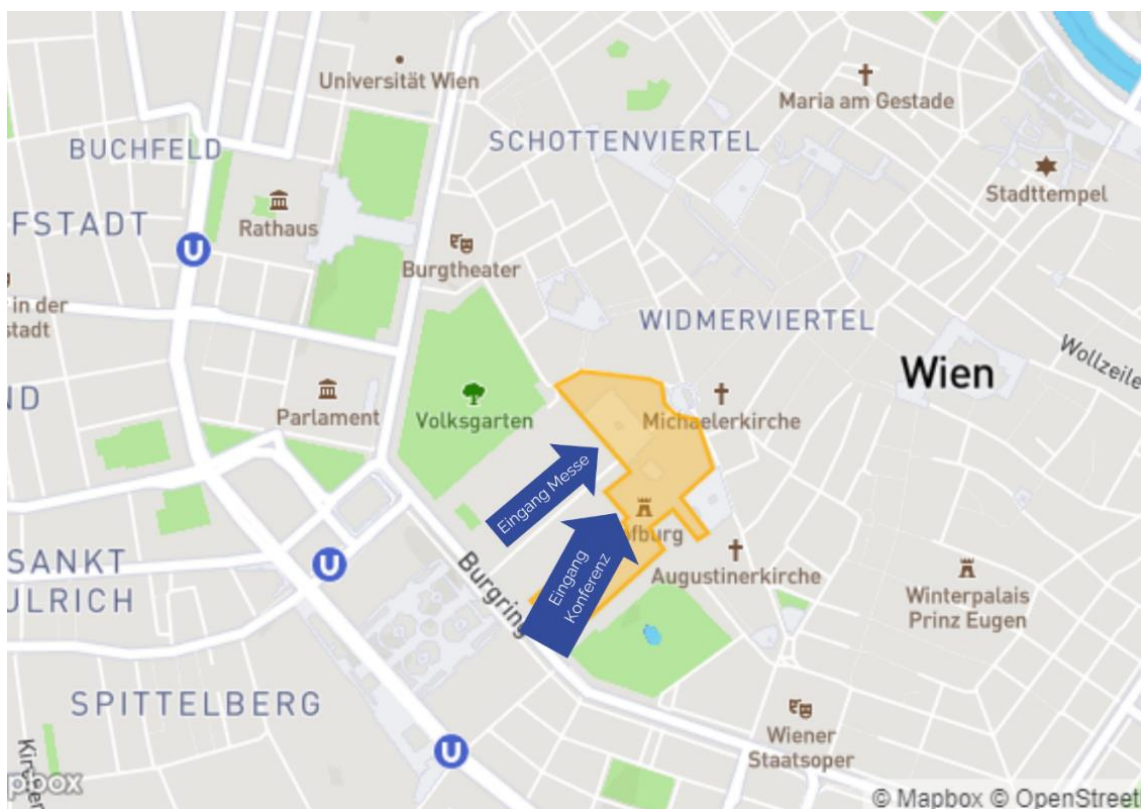 Universität Wien
Maria am Gestade
BUCHFELD
SCHOTTENVIERTEL
Stadttempel
FSTADT
Rathaus
Burgtheater
in der
stadt
WIDMERVIERTEL
Wollzeile
Wien
ND
Parlament
Volksgarten
Michaelerkirche
Eingang Messe
fburg
Eingang
Konferenz
SANKT
ULRICH
Burgring
Augustinerkirche
Winterpalais
Prinz Eugen
SPITTELBERG
Wiener
Staatsoper
U
U
U
pbox
© Mapbox © OpenStreet